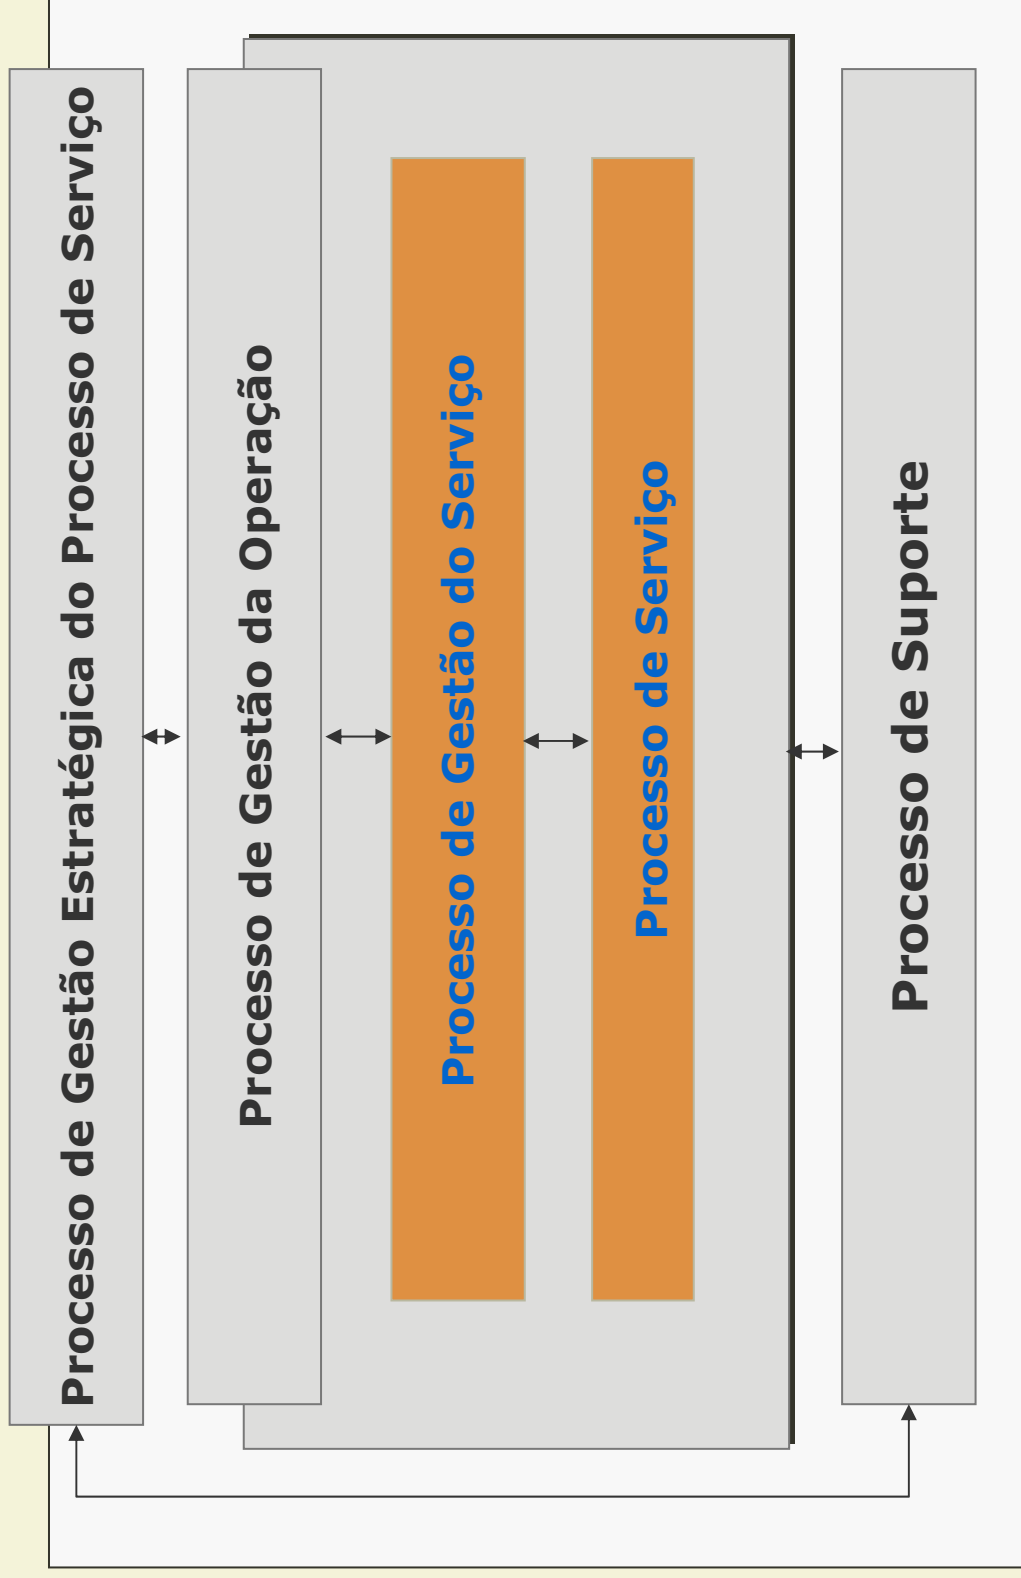 Processo de Gestão Estratégica do Processo de Serviço
Processo de Gestão da Operação
Processo de Gestão do Serviço
Processo de Serviço
Processo de Suporte